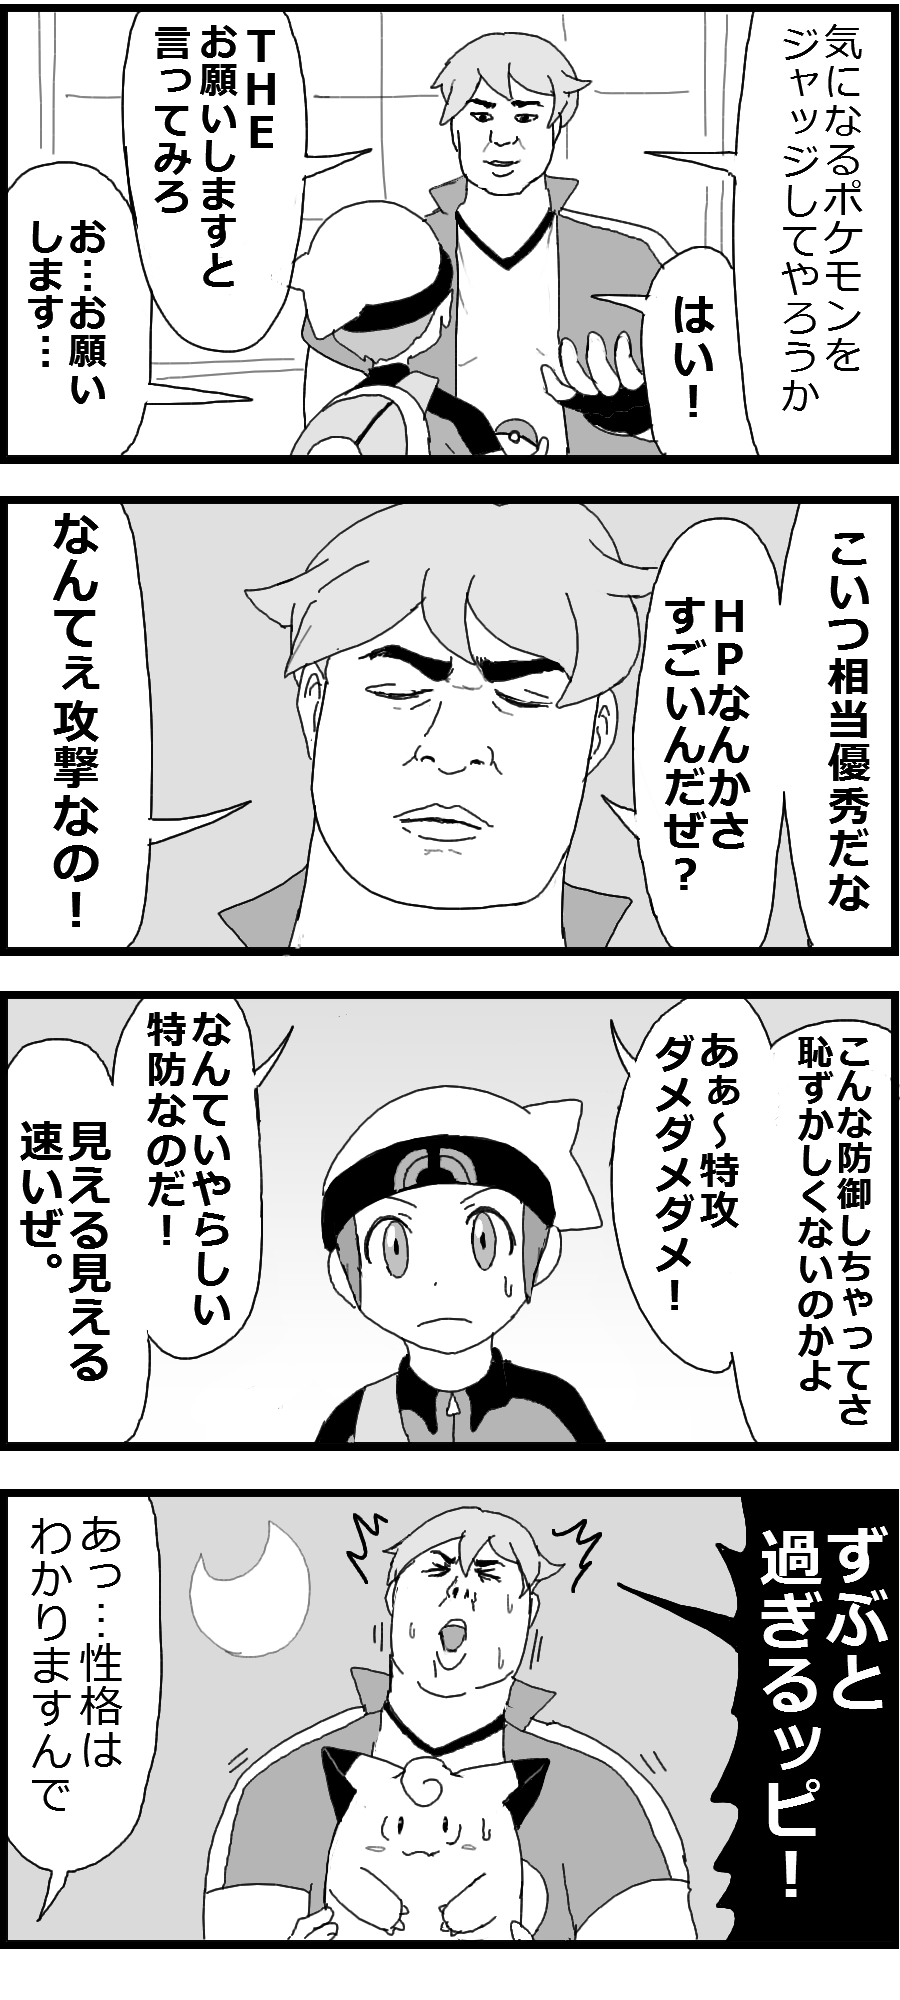 気になるポケモンを
ジャッジしてやろうか
はい！
THE
お願いしますと
言ってみろ
お…お願い
します…
こいつ相当優秀だな
HPなんかさ
すごいんだぜ？
なんてぇ攻撃なの！
こんな防御しちゃってさ
恥ずかしくないのかよ
あぁ～特攻
ダメダメダメ！
なんていやらしい
特防なのだ！
見える見える
速いぜ。
ずぶと
過ぎるッピ！
あっ…性格は
わかりますんで